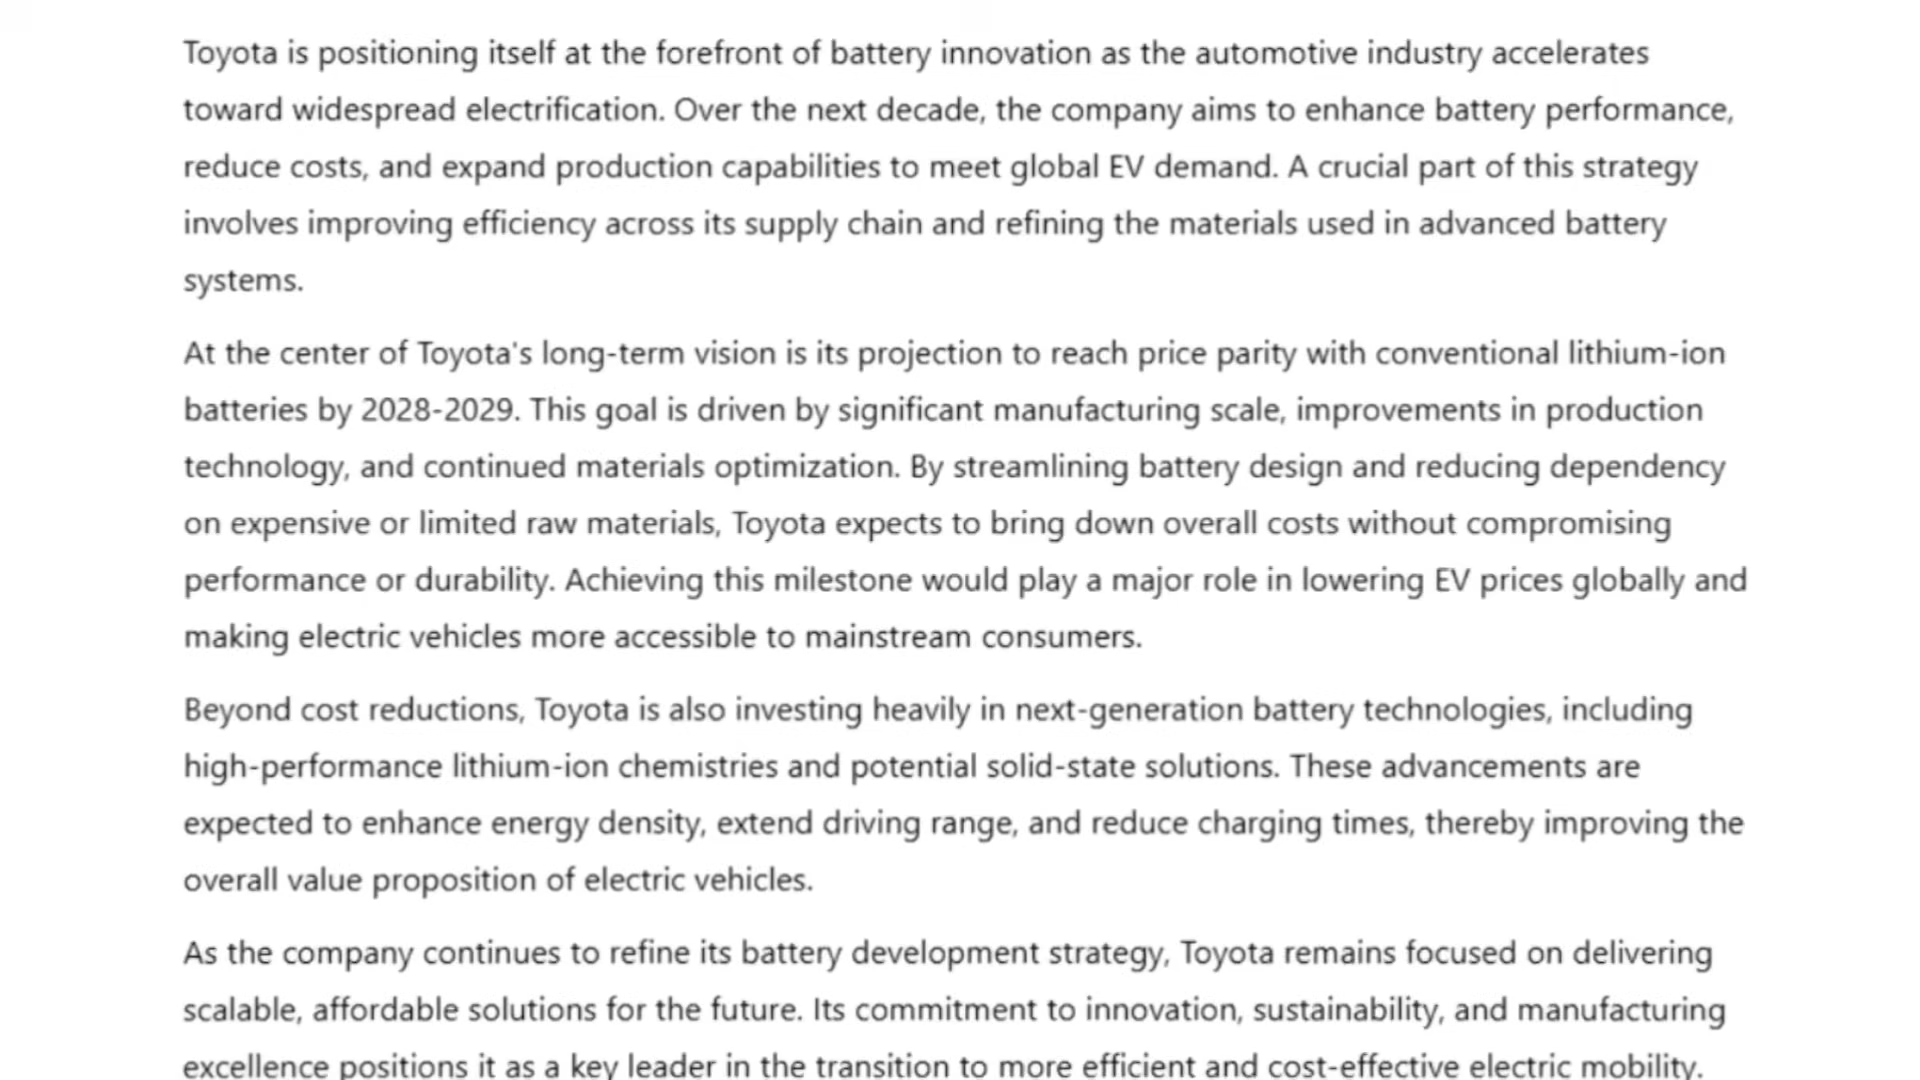 Toyota is positioning itself at the forefront of battery innovation as the automotive industry accelerates
toward widespread electrification. Over the next decade, the company aims to enhance battery performance,
reduce costs, and expand production capabilities to meet global EV demand. A crucial part of this strategy
involves improving efficiency across its supply chain and refining the materials used in advanced battery
systems.
At the center of Toyota's long-term vision is its projection to reach price parity with conventional lithium-ion
batteries by 2028-2029. This goal is driven by significant manufacturing scale, improvements in production
technology, and continued materials optimization. By streamlining battery design and reducing dependency
on expensive or limited raw materials, Toyota expects to bring down overall costs without compromising
performance or durability. Achieving this milestone would play a major role in lowering EV prices globally and
making electric vehicles more accessible to mainstream consumers.
Beyond cost reductions, Toyota is also investing heavily in next-generation battery technologies, including
high-performance lithium-ion chemistries and potential solid-state solutions. These advancements are
expected to enhance energy density, extend driving range, and reduce charging times, thereby improving the
overall value proposition of electric vehicles.
As the company continues to refine its battery development strategy, Toyota remains focused on delivering
scalable, affordable solutions for the future. Its commitment to innovation, sustainability, and manufacturing
excellence positions it as a key leader in the transition to more efficient and cost-effective electric mobility.